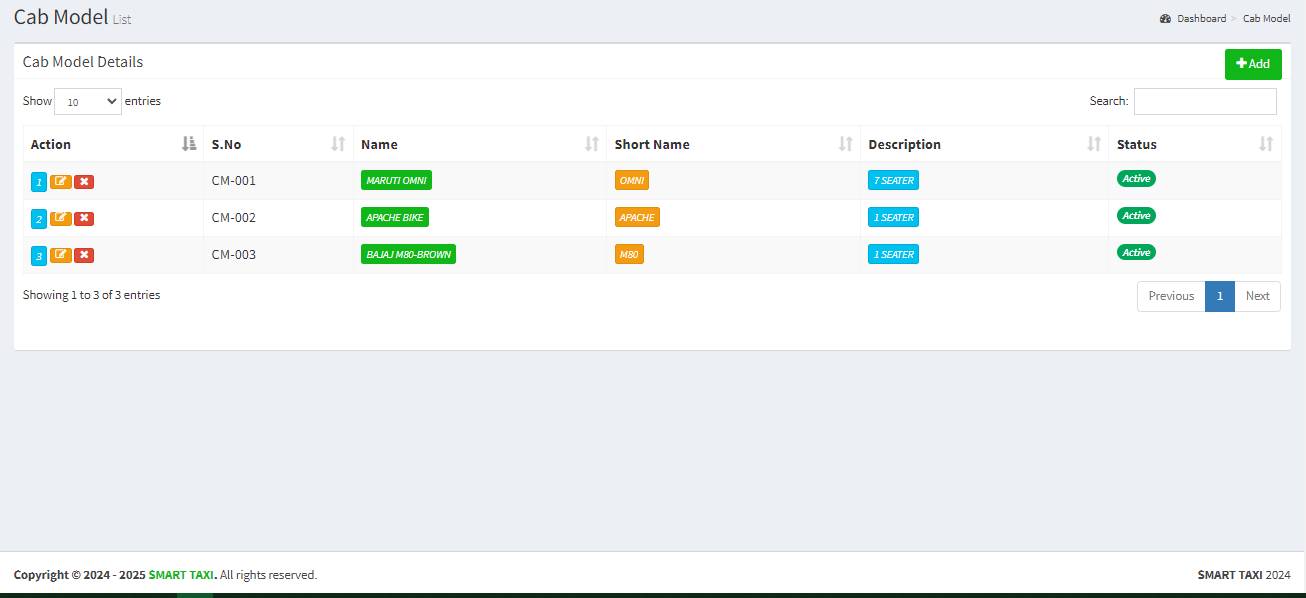 Cab Model List
Dashboard > Cab Model
Cab Model Details
Add
Show 10 entries
Search:
Action S.No Name Short Name Description Status
1 CM-001 MARUTI OMNI OMNI 7 SEATER Active
2 CM-002 APACHE BIKE APACHE 1 SEATER Active
3 CM-003 BAJAJ M80-BROWN M80 1 SEATER Active
Showing 1 to 3 of 3 entries
Previous 1 Next
Copyright © 2024 - 2025 SMART TAXI. All rights reserved.
SMART TAXI 2024